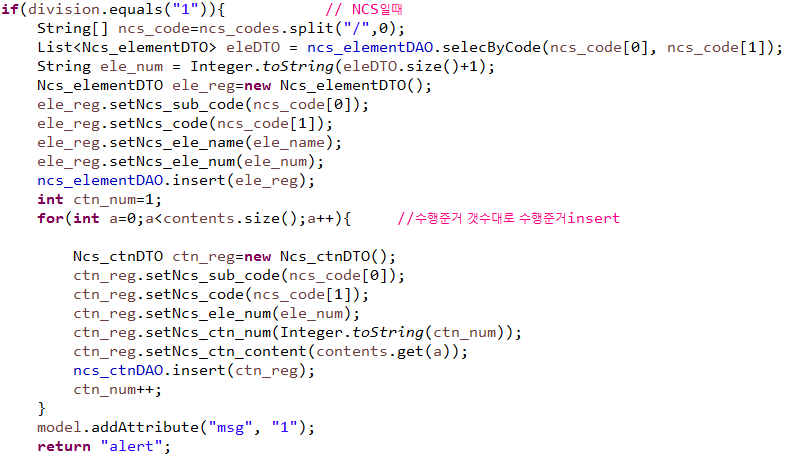 if(division.equals("1")){ // NCS일때
String[] ncs_code=ncs_codes.split("/",0);
List<Ncs_elementDTO> eleDTO = ncs_elementDAO.selecByCode(ncs_code[0], ncs_code[1]);
String ele_num = Integer.toString(eleDTO.size()+1);
Ncs_elementDTO ele_reg=new Ncs_elementDTO();
ele_reg.setNcs_sub_code(ncs_code[0]);
ele_reg.setNcs_code(ncs_code[1]);
ele_reg.setNcs_ele_name(ele_name);
ele_reg.setNcs_ele_num(ele_num);
ncs_elementDAO.insert(ele_reg);
int ctn_num=1;
for(int a=0;a<contents.size();a++){ //수행준거 갯수대로 수행준거insert
Ncs_ctnDTO ctn_reg=new Ncs_ctnDTO();
ctn_reg.setNcs_sub_code(ncs_code[0]);
ctn_reg.setNcs_code(ncs_code[1]);
ctn_reg.setNcs_ele_num(ele_num);
ctn_reg.setNcs_ctn_num(Integer.toString(ctn_num));
ctn_reg.setNcs_ctn_content(contents.get(a));
ncs_ctnDAO.insert(ctn_reg);
ctn_num++;
}
model.addAttribute("msg", "1");
return "alert";